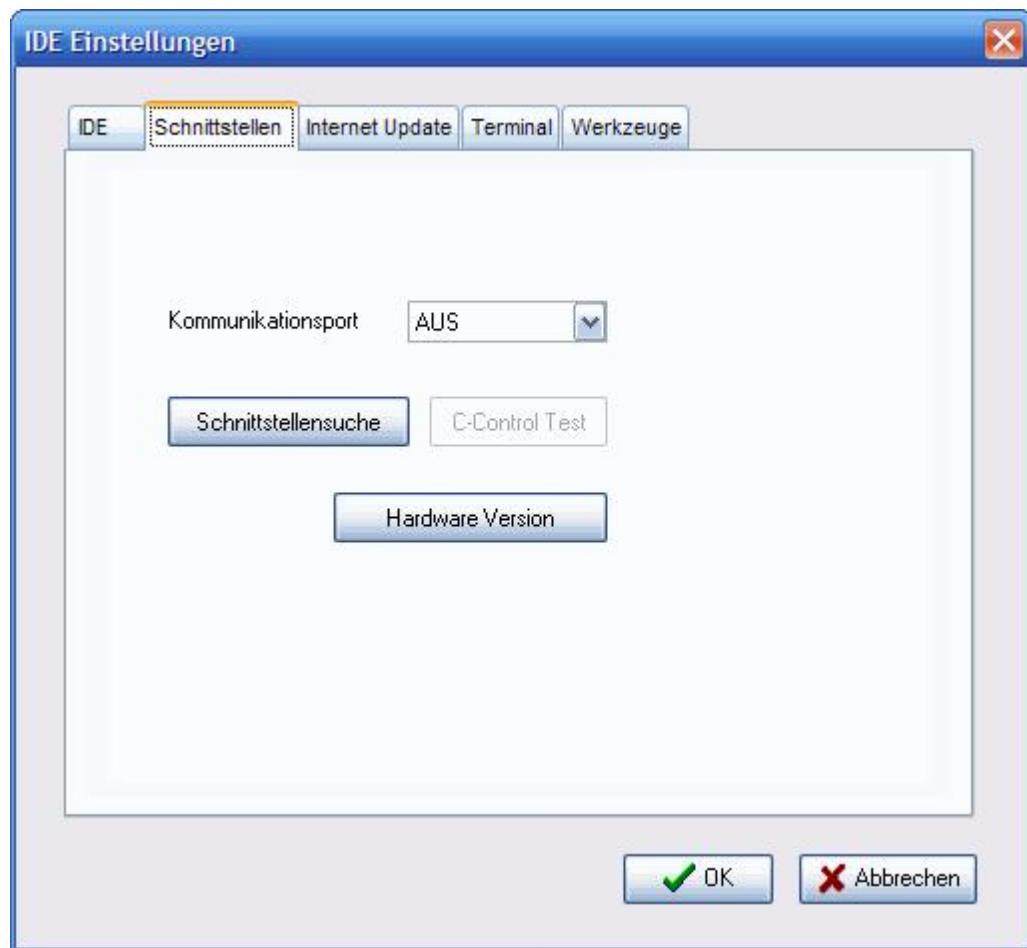 IDE Einstellungen
IDE Schnittstellen Internet Update Terminal Werkzeuge
Kommunikationsport AUS
Schnittstellensuche C-Control Test
Hardware Version
OK Abbrechen